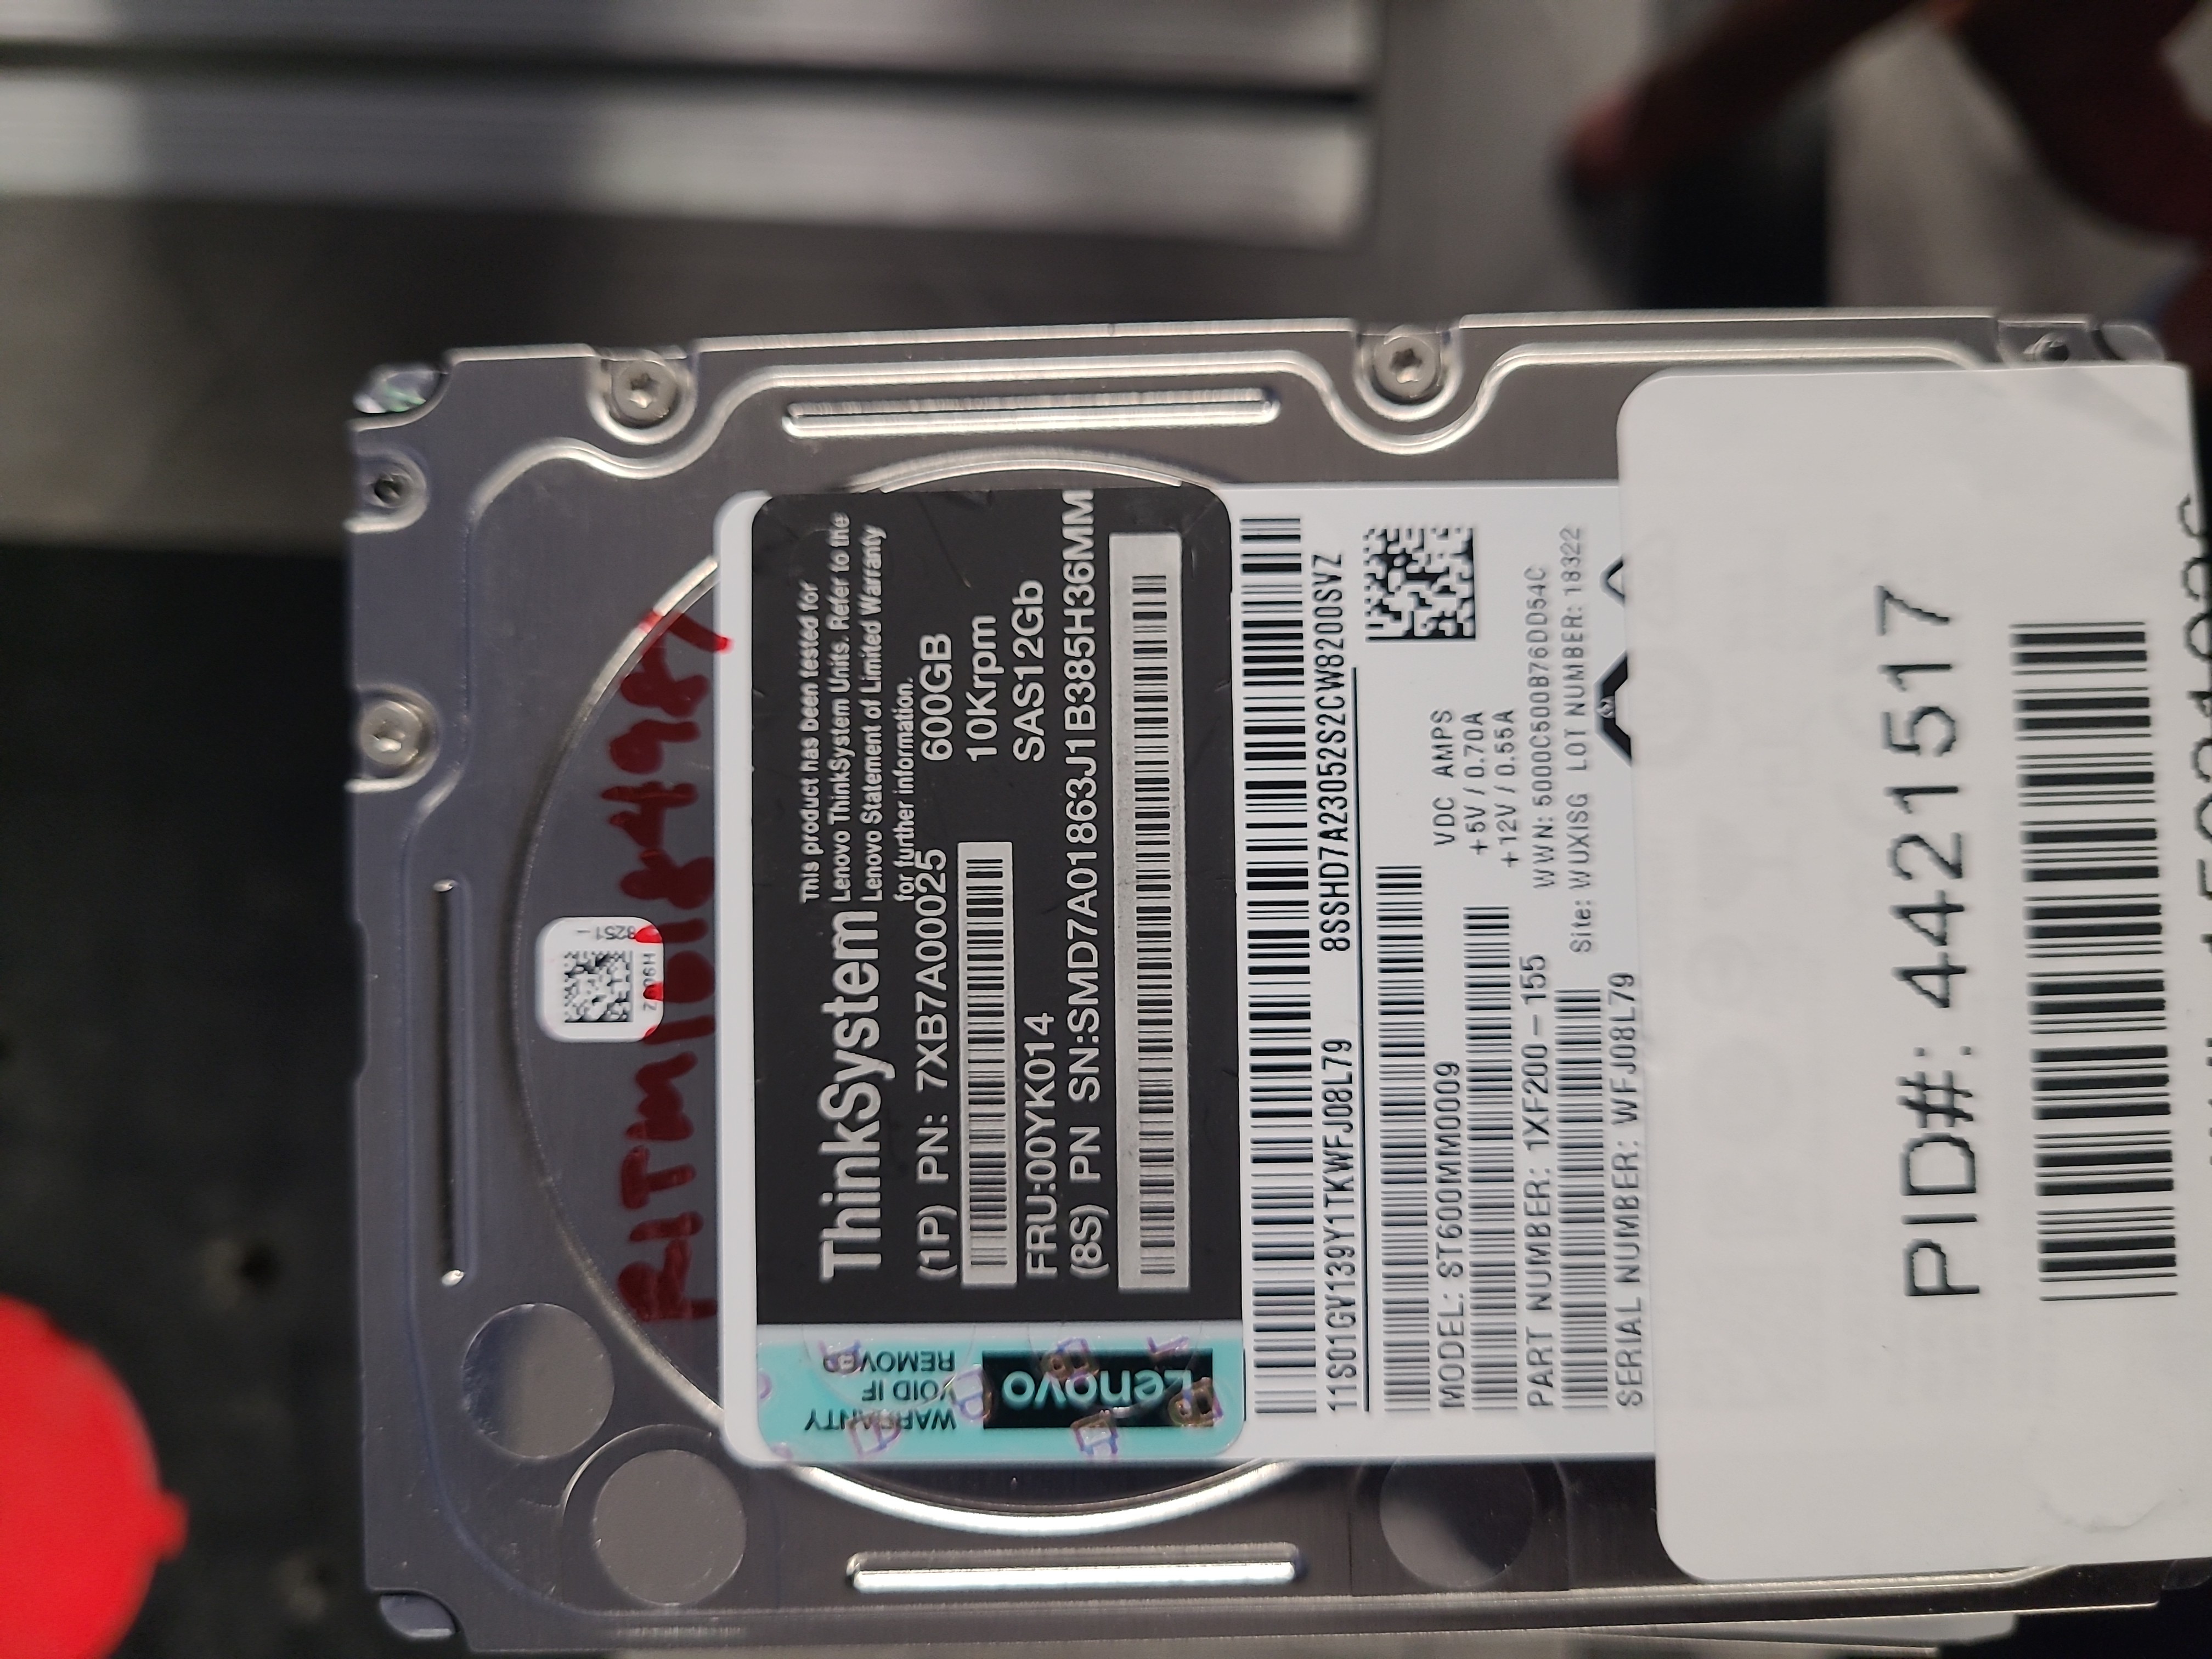 8251-
Z606H
RITM10184987
WARRANTY
VOID IF
REMOVED
Lenovo
ThinkSystem
This product has been tested for
Lenovo ThinkSystem Units. Refer to the
Lenovo Statement of Limited Warranty
for further information.
(1P) PN: 7XB7A00025
600GB
10Krpm
SAS12Gb
FRU:00YK014
(8S) PN SN:SMD7A01863J1B385H36MM
11S01GV139Y1TKWFJ08L79 8SSHD7A23052S2CW8200SVZ
MODEL: ST600MM0009
VDC AMPS
+5V / 0.70A
+12V / 0.55A
PART NUMBER: 1XF200-155
WWN: 5000C500B76DD54C
Site: WUXISG LOT NUMBER: 18322
SERIAL NUMBER: WFJ08L79
PID#: 4421517